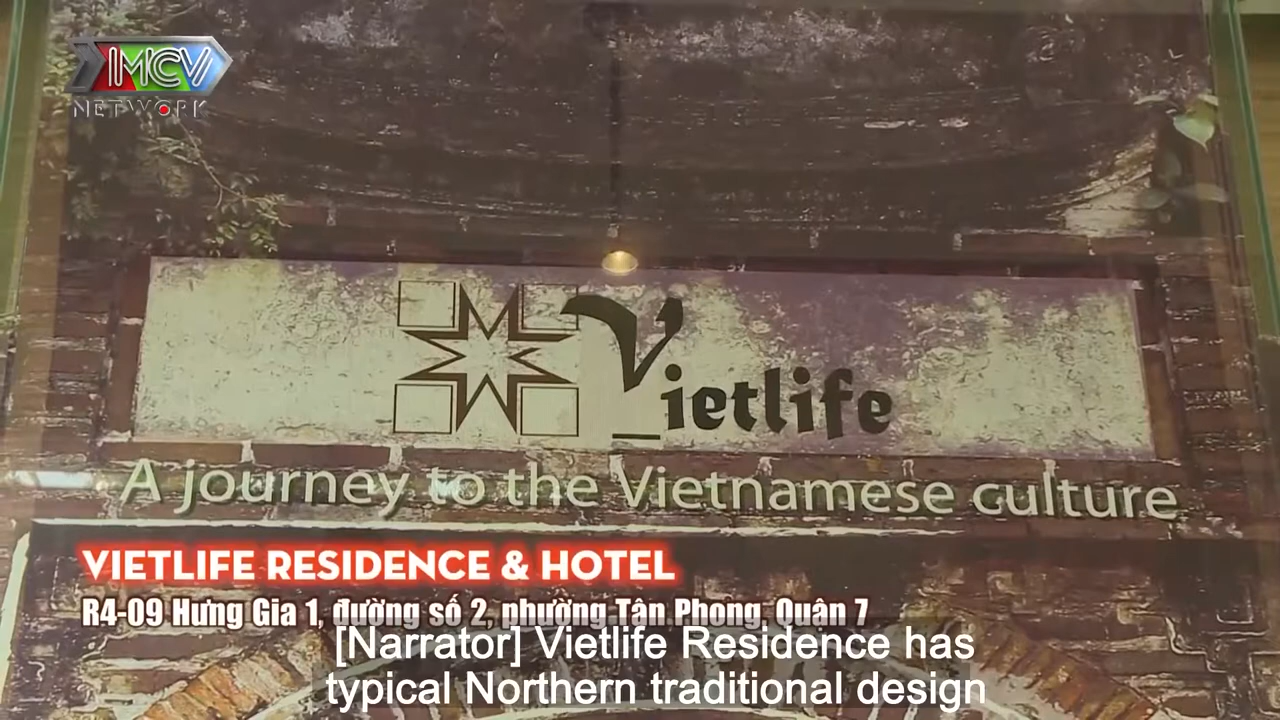 MCV
NETWORK
Vietlife
A journey to the Vietnamese culture
VIETLIFE RESIDENCE & HOTEL
R4-09 Hưng Gia 1, đường số 2, phường Tân Phong, Quận 7
[Narrator] Vietlife Residence has
typical Northern traditional design